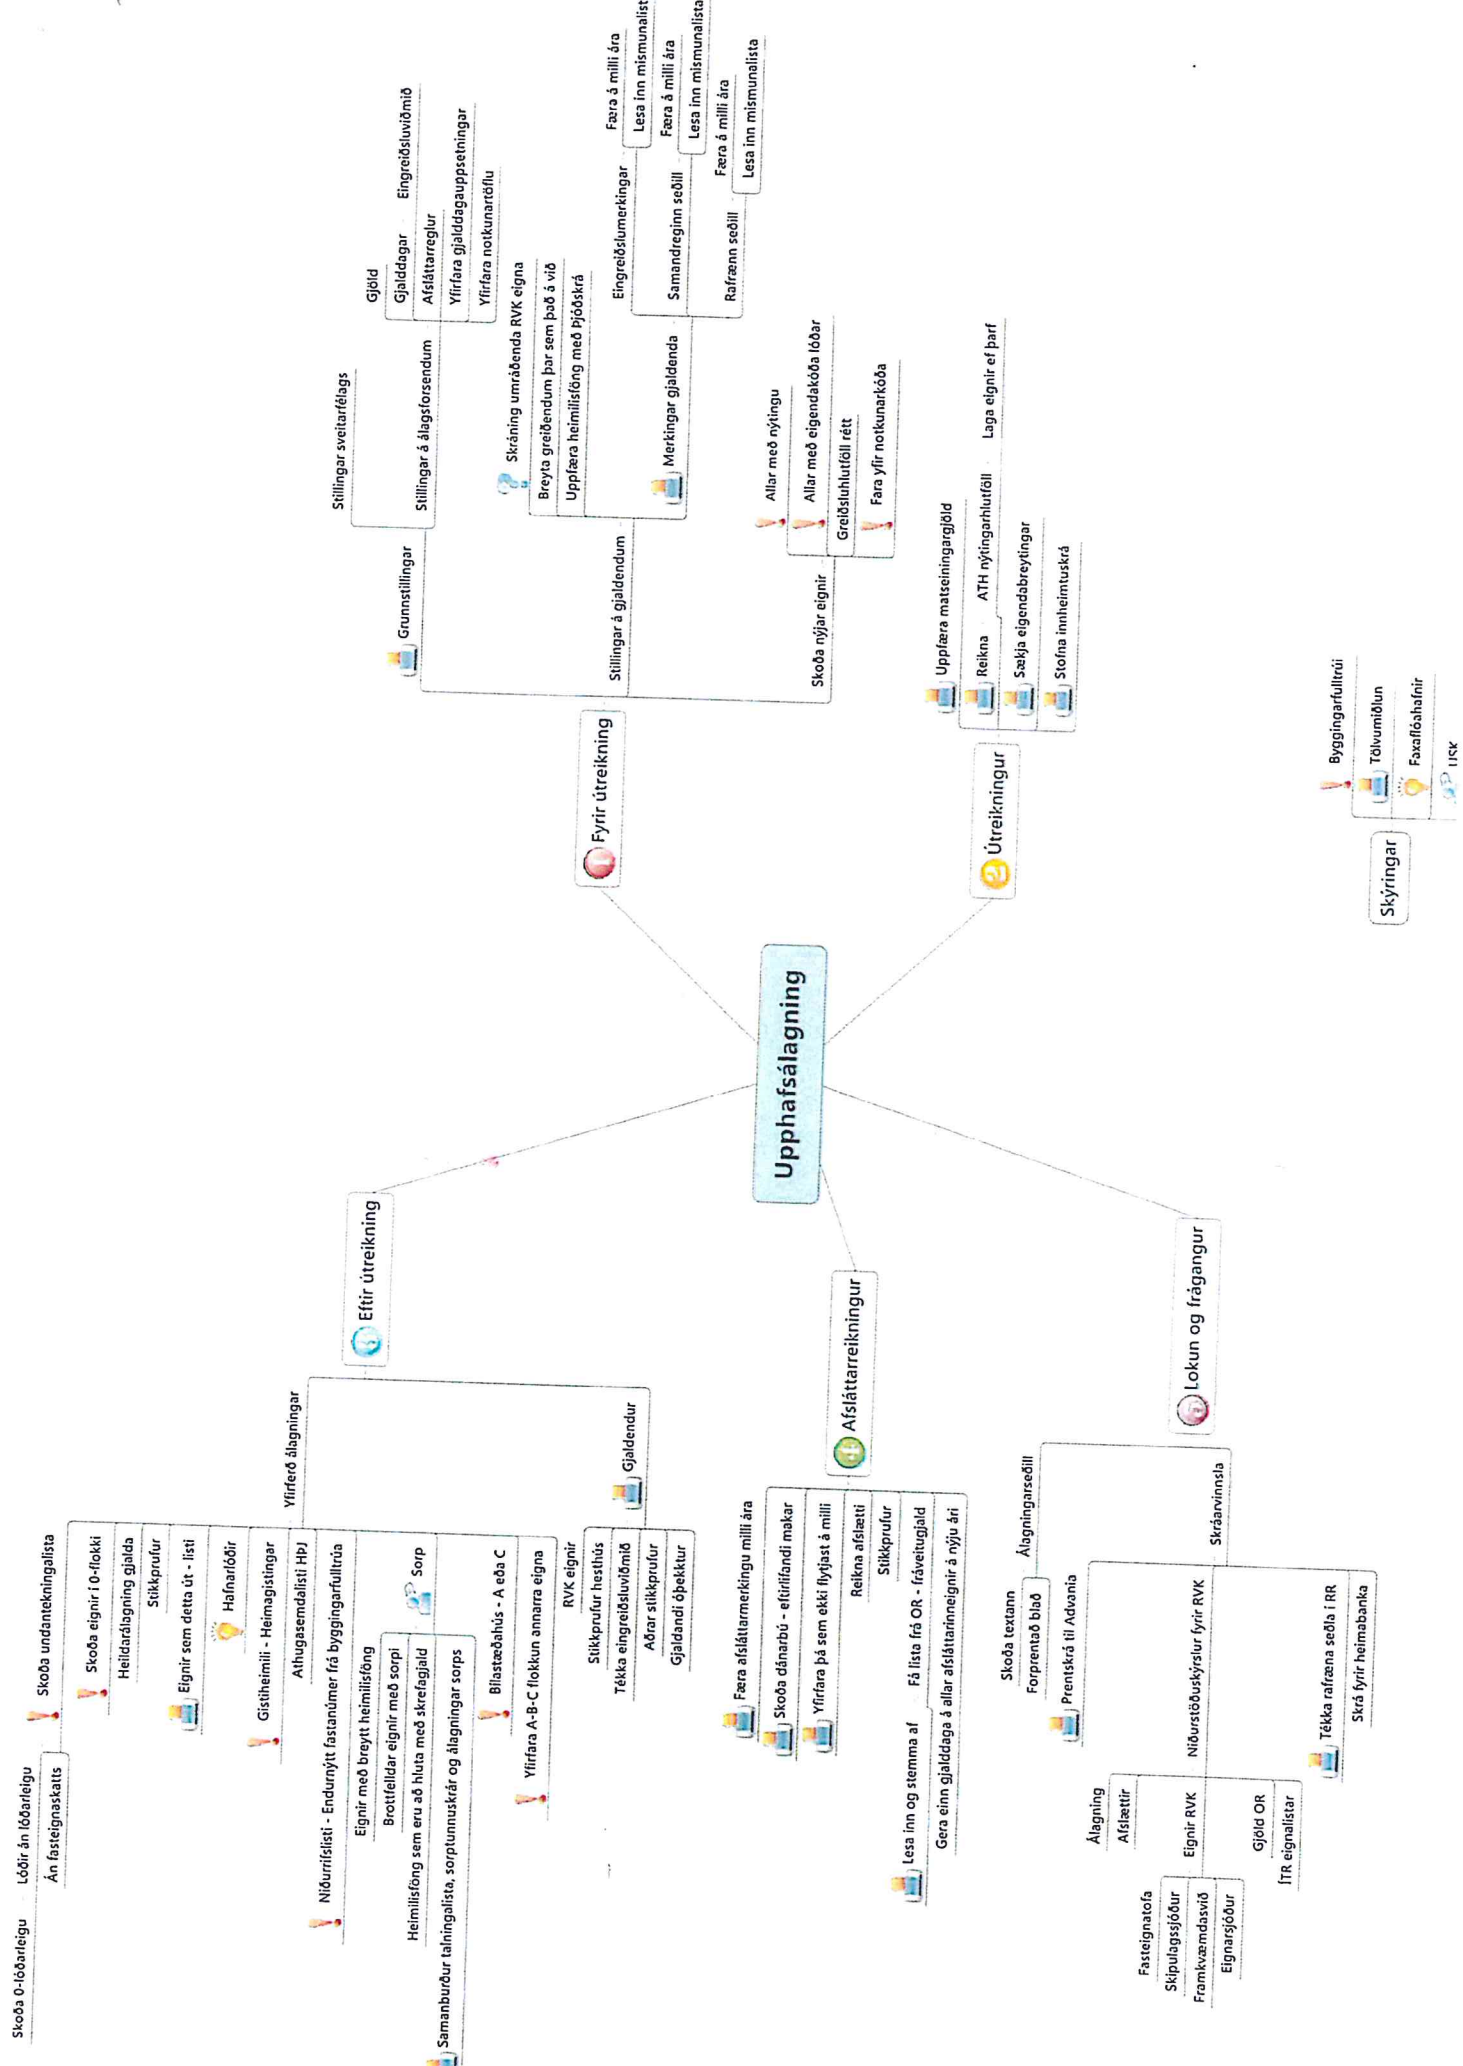 Upphafsálagning
Fyrir útreikning
Grunnstillingar
Stillingar sveitarfélags
Stillingar á álagsforsendum
Gjöld
Gjalddagar
Eingreiðsluviðmið
Afsláttarreglur
Yfirfara gjalddagauppsetningar
Yfirfara notkunartöflu
Stillingar á gjaldendum
Skráning umráðenda RVK eigna
Breyta greiðendum þar sem það á við
Uppfæra heimilisföng með Þjóðskrá
Merkingar gjaldenda
Eingreiðslumerkingar
Færa á milli ára
Lesa inn mismunalist
Samandreginn seðill
Færa á milli ára
Lesa inn mismunalista
Rafrænn seðill
Færa á milli ára
Lesa inn mismunalista
Skoða nýjar eignir
Allar með nýtingu
Allar með eigendakóða lóðar
Greiðsluhlutföll rétt
Fara yfir notkunarkóða
Útreikningur
Uppfæra matseiningargjöld
Reikna
ATH nýtingarhlutföll
Laga eignir ef þarf
Sækja eigendabreytingar
Stofna innheimtuskrá
Eftir útreikning
Yfirferð álagningar
Skoða undantekningalista
Lóðir án lóðarleigu
Skoða 0-lóðarleigu
Án fasteignaskatts
Skoða eignir í 0-flokki
Heildarálagning gjalda
Stikkprufur
Eignir sem detta út - listi
Hafnarlóðir
Gistiheimili - Heimagistingar
Athugasemdalisti HÞJ
Niðurrifslisti - Endurnýtt fastanúmer frá byggingarfulltrúa
Sorp
Eignir með breytt heimilisföng
Brottfelldar eignir með sorpi
Heimilisföng sem eru að hluta með skrefagjald
Samanburður talningalista, sorptunnuskrár og álagningar sorps
Bílastæðahús - A eða C
Yfirfara A-B-C flokkun annarra eigna
Gjaldendur
RVK eignir
Stikkprufur hesthús
Tékka eingreiðsluviðmið
Aðrar stikkprufur
Gjaldandi óþekktur
Afsláttarreikningur
Færa afsláttarmerkingu milli ára
Skoða dánarbú - eftirlifandi makar
Yfirfara þá sem ekki flytjast á milli
Reikna afslætti
Stikkprufur
Lesa inn og stemma af
Fá lista frá OR - fráveitugjald
Gera einn gjalddaga á allar afsláttarinneignir á nýju ári
Lokun og frágangur
Álagningarseðill
Skoða textann
Forprentað blað
Skráarvinnsla
Prentskrá til Advania
Niðurstöðuskýrslur fyrir RVK
Álagning
Afslættir
Eignir RVK
Fasteignatofa
Skipulagssjóður
Framkvæmdasvið
Eignarsjóður
Gjöld OR
ÍTR eignalistar
Tékka rafræna seðla í RR
Skrá fyrir heimabanka
Skýringar
Byggingarfulltrúi
Tölvumiðlun
Faxaflóahafnir
USK